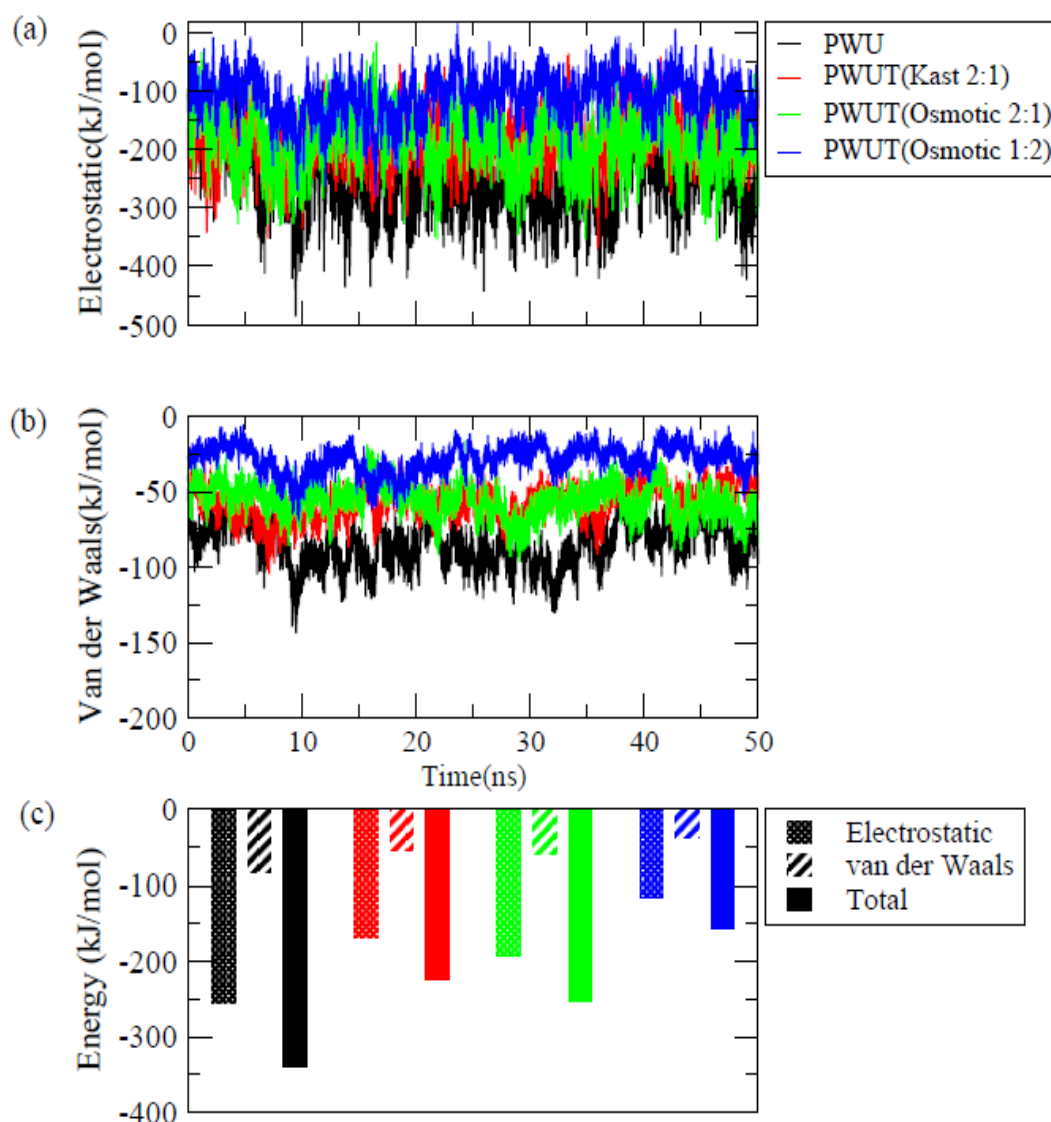 (a)
Electrostatic(kJ/mol)
0
-100
-200
-300
-400
-500
PWU
PWUT(Kast 2:1)
PWUT(Osmotic 2:1)
PWUT(Osmotic 1:2)
(b)
Van der Waals(kJ/mol)
0
-50
-100
-150
-200
0 10 20 30 40 50
Time(ns)
(c)
Energy (kJ/mol)
0
-100
-200
-300
-400
Electrostatic
van der Waals
Total